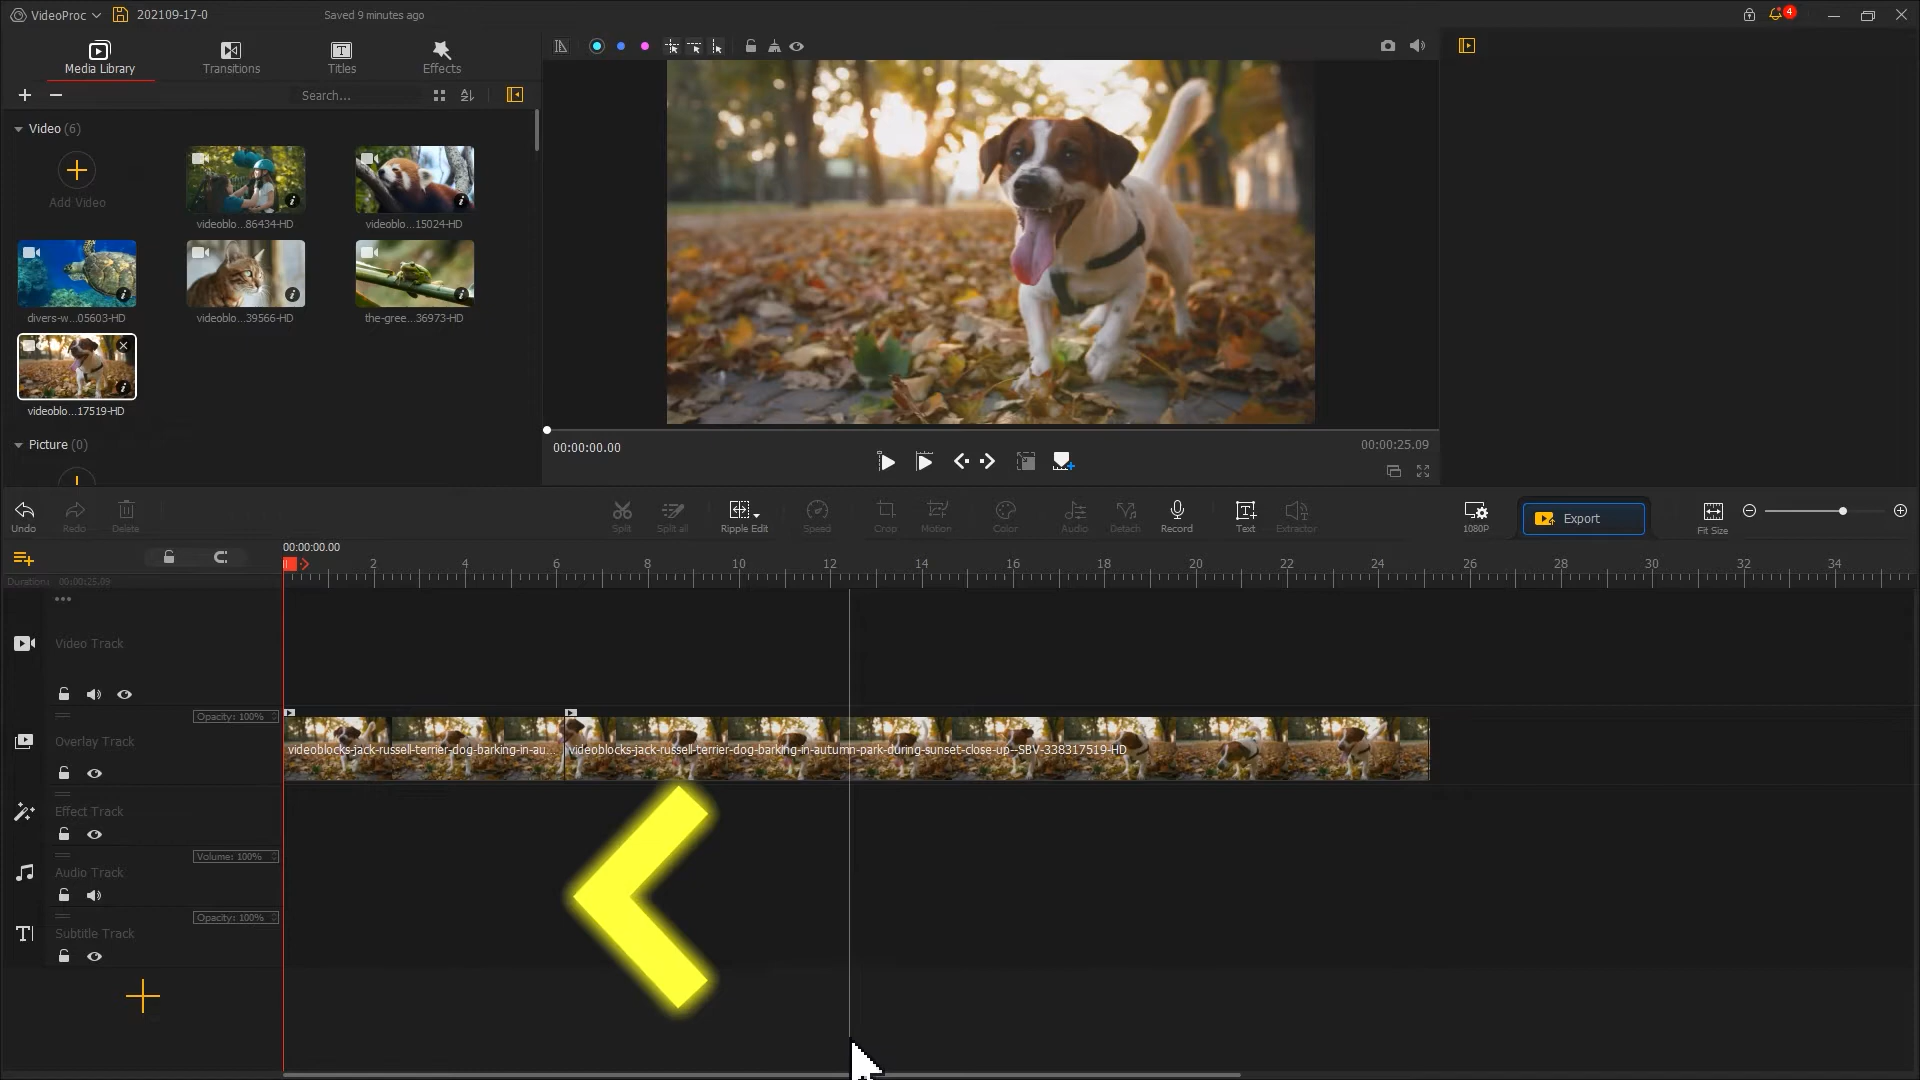 VideoProc
202109-17-0
Saved 9 minutes ago
4
Media Library
Transitions
Titles
Effects
Search...
Video (6)
Add Video
videoblo...86434-HD
videoblo...15024-HD
divers-w...05603-HD
videoblo...39566-HD
the-gree...36973-HD
videoblo...17519-HD
Picture (0)
00:00:00.00
00:00:25.09
Undo
Redo
Delete
Split
Split all
Ripple Edit
Speed
Crop
Motion
Color
Audio
Detach
Record
Text
Extractor
1080P
Export
Fit Size
00:00:00.00
2 4 6 8 10 12 14 16 18 20 22 24 26 28 30 32 34
Duration: 00:00:25.09
Video Track
Opacity: 100%
Overlay Track
videoblocks-jack-russell-terrier-dog-barking-in-au...
videoblocks-jack-russell-terrier-dog-barking-in-autumn-park-during-sunset-close-up--SBV-338317519-HD
Effect Track
Volume: 100%
Audio Track
Opacity: 100%
Subtitle Track